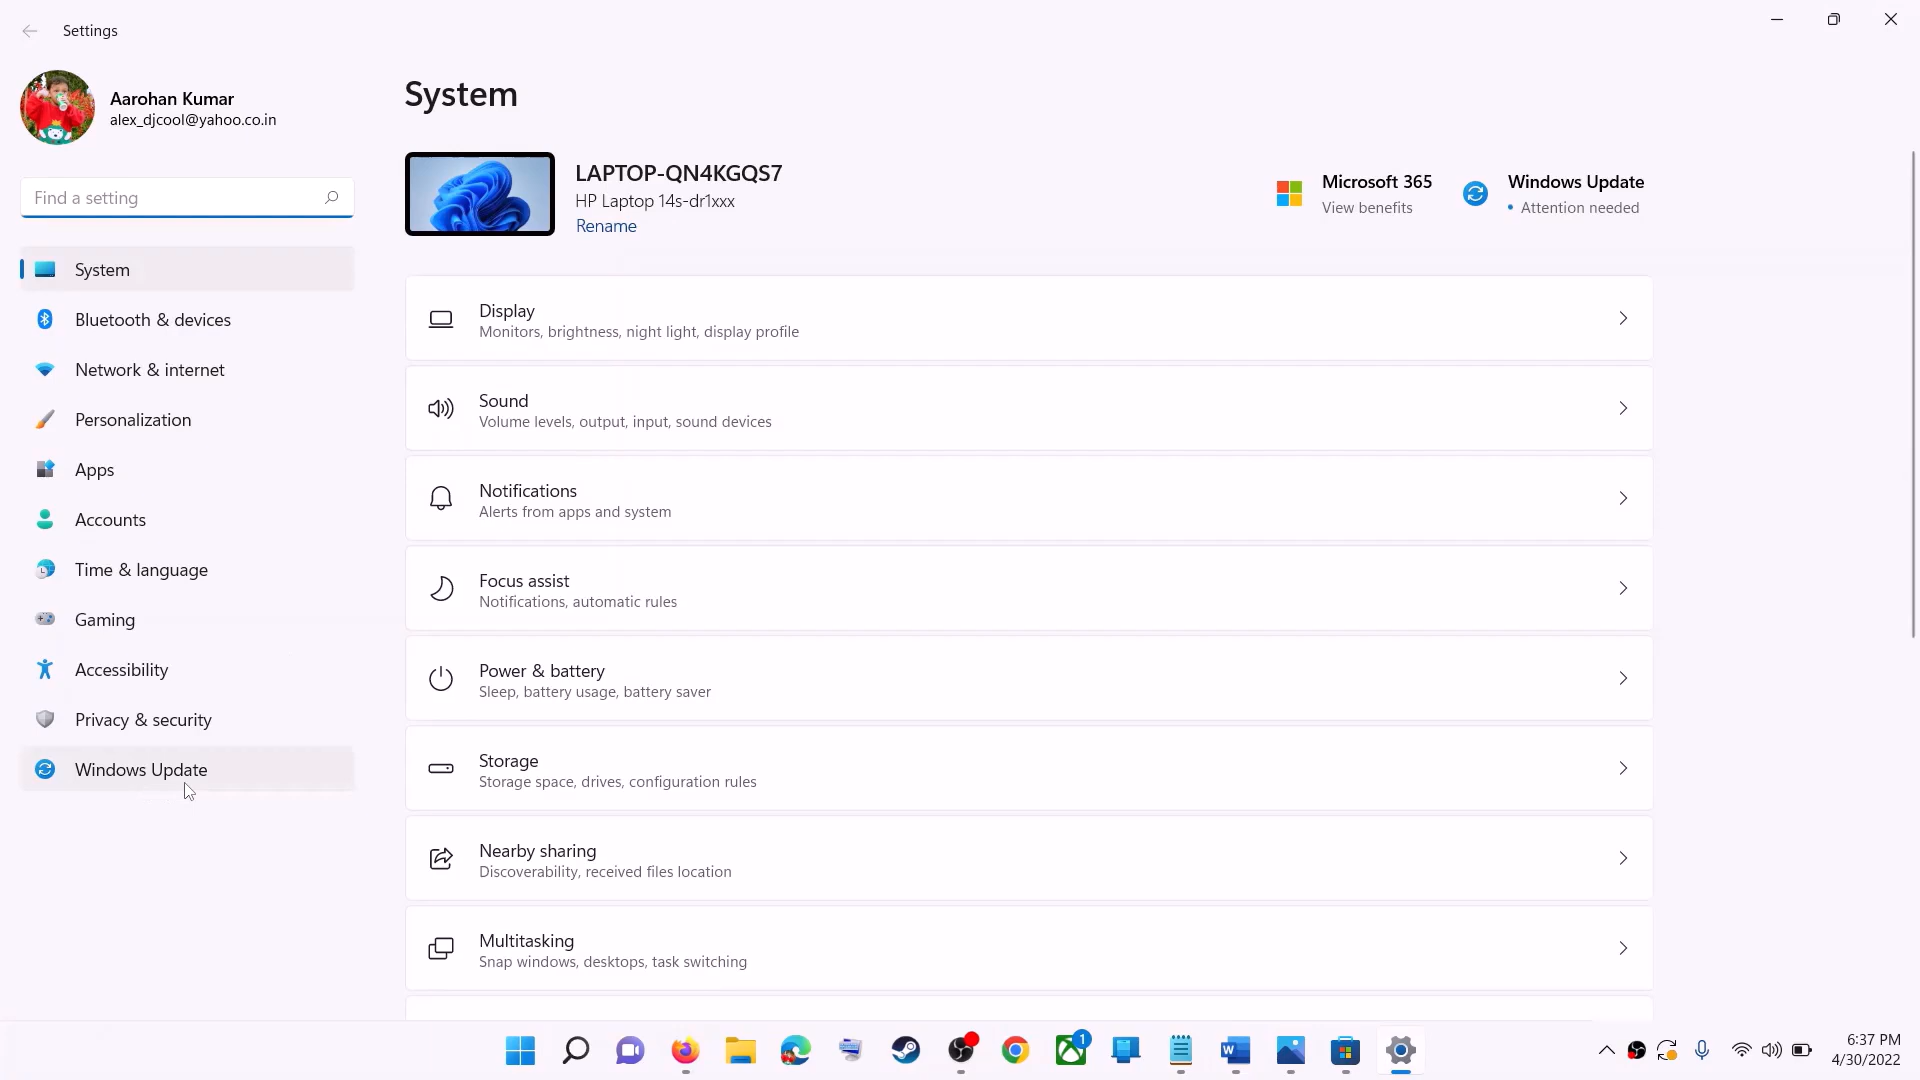 Settings
Aarohan Kumar
alex_djcool@yahoo.co.in
Find a setting
System
Bluetooth & devices
Network & internet
Personalization
Apps
Accounts
Time & language
Gaming
Accessibility
Privacy & security
Windows Update
System
LAPTOP-QN4KGQS7
HP Laptop 14s-dr1xxx
Rename
Microsoft 365
View benefits
Windows Update
• Attention needed
Display
Monitors, brightness, night light, display profile
Sound
Volume levels, output, input, sound devices
Notifications
Alerts from apps and system
Focus assist
Notifications, automatic rules
Power & battery
Sleep, battery usage, battery saver
Storage
Storage space, drives, configuration rules
Nearby sharing
Discoverability, received files location
Multitasking
Snap windows, desktops, task switching
1
W
6:37 PM
4/30/2022